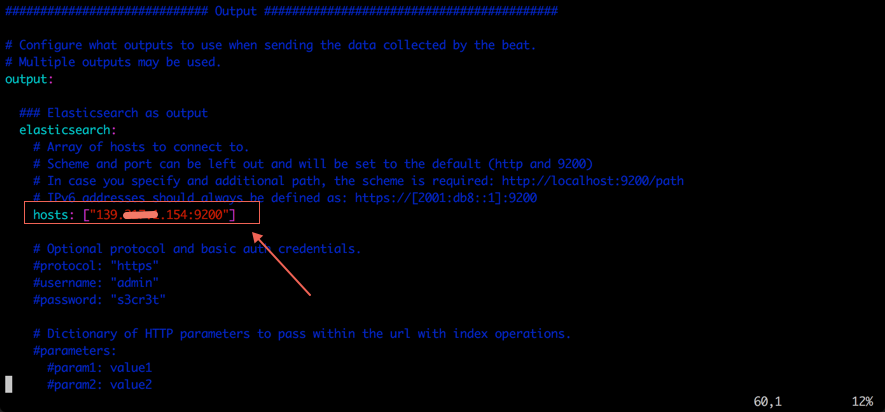 ############################# Output ##########################################
# Configure what outputs to use when sending the data collected by the beat.
# Multiple outputs may be used.
output:
### Elasticsearch as output
elasticsearch:
# Array of hosts to connect to.
# Scheme and port can be left out and will be set to the default (http and 9200)
# In case you specify and additional path, the scheme is required: http://localhost:9200/path
# IPv6 addresses should always be defined as: https://[2001:db8::1]:9200
hosts: ["139. .154:9200"]
# Optional protocol and basic auth credentials.
#protocol: "https"
#username: "admin"
#password: "s3cr3t"
# Dictionary of HTTP parameters to pass within the url with index operations.
#parameters:
#param1: value1
#param2: value2
60,1 12%